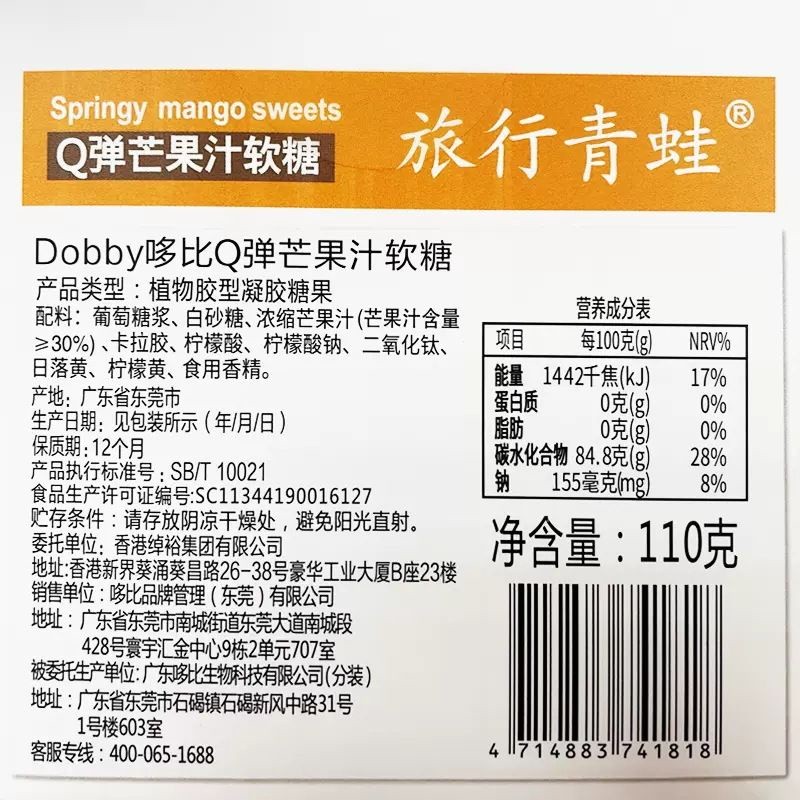 Springy mango sweets
Q弹芒果汁软糖
旅行青蛙®
Dobby哆比Q弹芒果汁软糖
产品类型：植物胶型凝胶糖果
配料：葡萄糖浆、白砂糖、浓缩芒果汁(芒果汁含量
≥30%)、卡拉胶、柠檬酸、柠檬酸钠、二氧化钛、
日落黄、柠檬黄、食用香精。
产地：广东省东莞市
生产日期：见包装所示（年/月/日）
保质期：12个月
产品执行标准号：SB/T 10021
食品生产许可证编号:SC11344190016127
贮存条件：请存放阴凉干燥处，避免阳光直射。
委托单位：香港绰裕集团有限公司
地址:香港新界葵涌葵昌路26-38号豪华工业大厦B座23楼
销售单位：哆比品牌管理（东莞）有限公司
地址：广东省东莞市南城街道东莞大道南城段
428号寰宇汇金中心9栋2单元707室
被委托生产单位:广东哆比生物科技有限公司(分装)
地址：广东省东莞市石碣镇石碣新风中路31号
1号楼603室
客服专线：400-065-1688
营养成分表
项目 每100克(g) NRV%
能量 1442千焦(kJ) 17%
蛋白质 0克(g) 0%
脂肪 0克(g) 0%
碳水化合物 84.8克(g) 28%
钠 155毫克(mg) 8%
净含量：110克
4 714883 741818